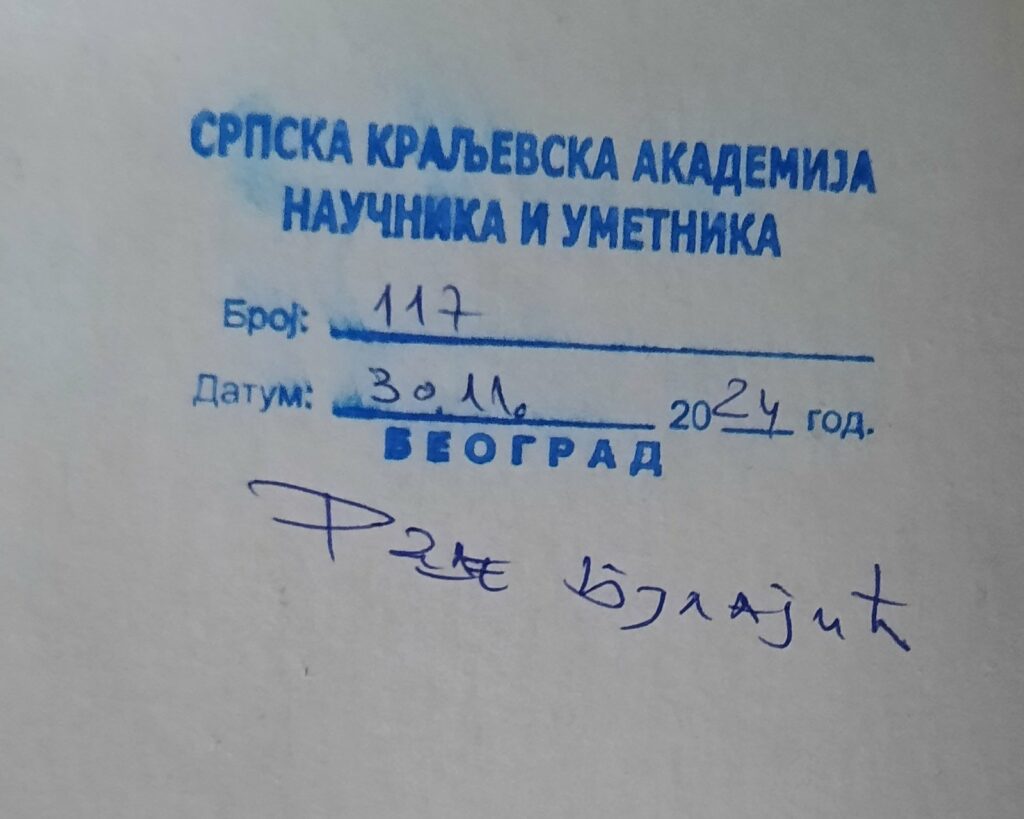 СРПСКА КРАЉЕВСКА АКАДЕМИЈА
НАУЧНИКА И УМЕТНИКА
Број: 117
Датум: 30.11. 2024 год.
БЕОГРАД